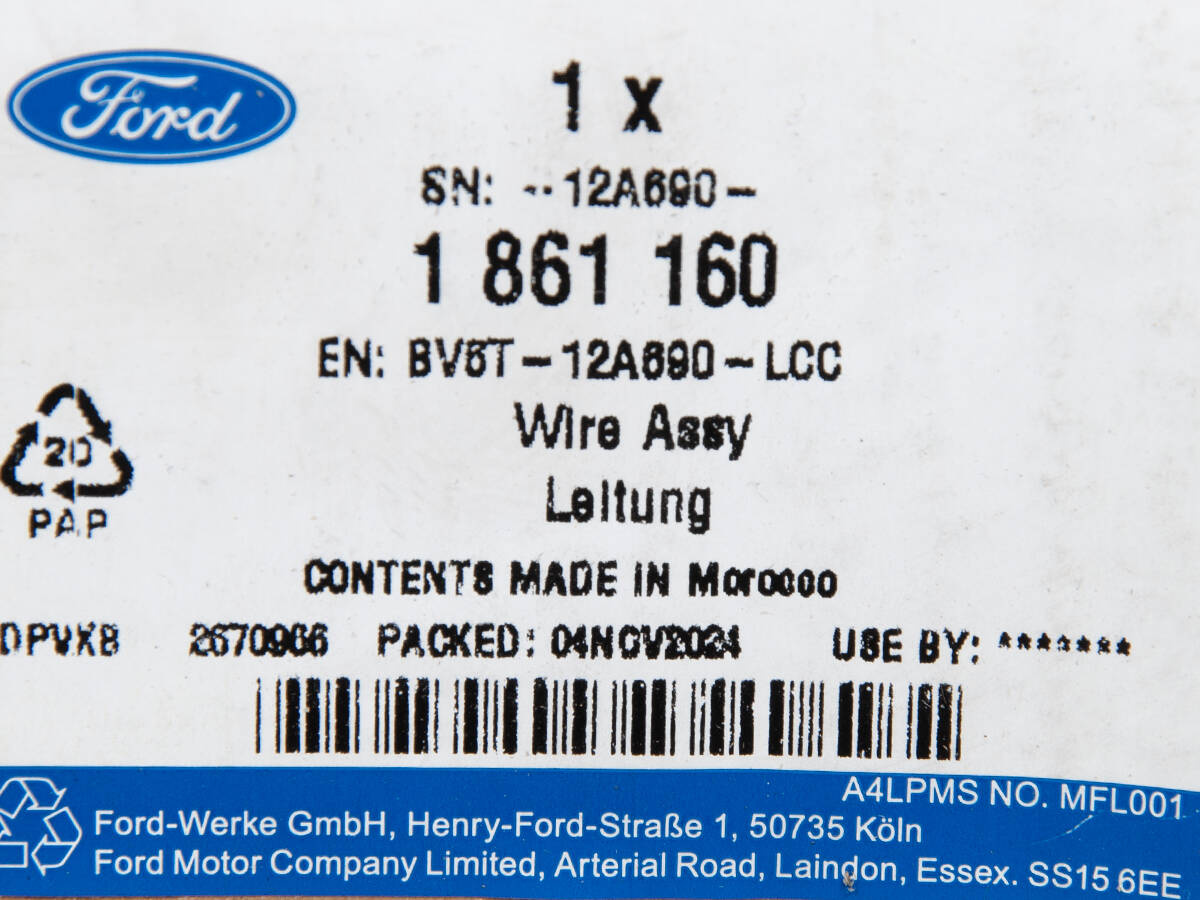 Ford
1 x
SN: --12A690-
1 861 160
EN: BV6T-12A690-LCC
Wire Assy
Leitung
20
PAP
CONTENTS MADE IN Morocco
DPVXB 2670966 PACKED: 04NOV2024 USE BY: *******
A4LPMS NO. MFL001
Ford-Werke GmbH, Henry-Ford-Straße 1, 50735 Köln
Ford Motor Company Limited, Arterial Road, Laindon, Essex. SS15 6EE